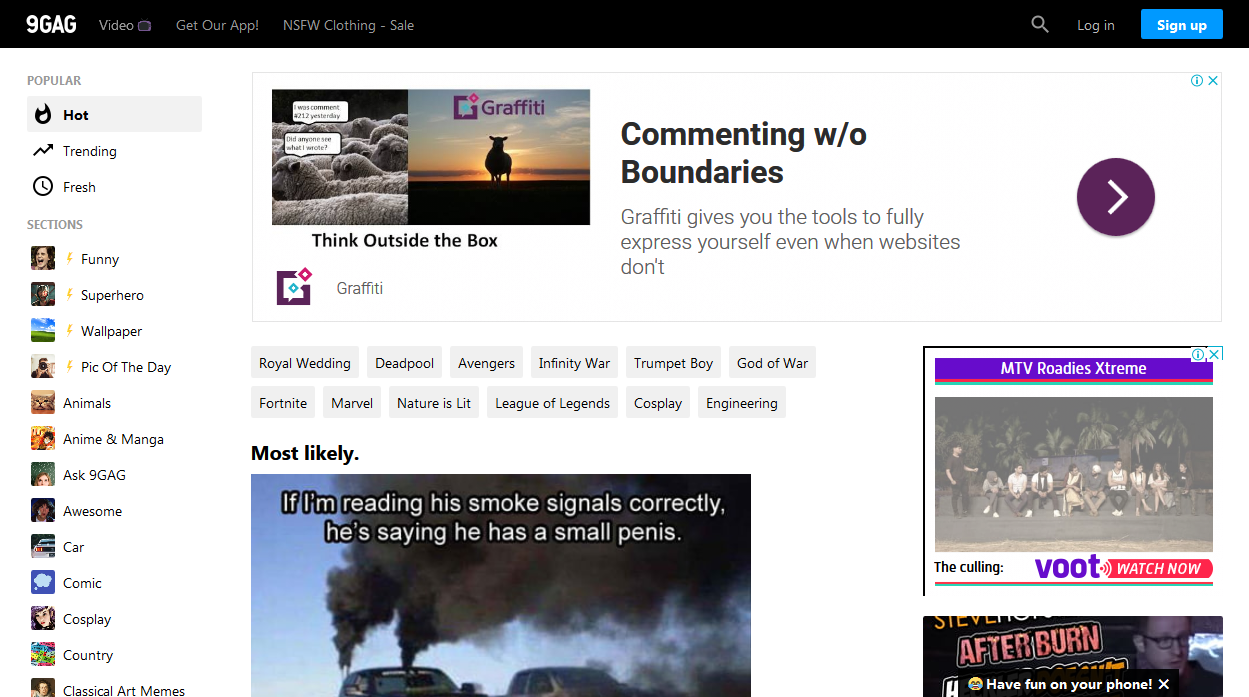 9GAG
Video
Get Our App!
NSFW Clothing - Sale
Log in
Sign up
POPULAR
Hot
Trending
Fresh
SECTIONS
Funny
Superhero
Wallpaper
Pic Of The Day
Animals
Anime & Manga
Ask 9GAG
Awesome
Car
Comic
Cosplay
Country
Classical Art Memes
I was comment
#212 yesterday
Did anyone see
what I wrote?
Graffiti
Think Outside the Box
Graffiti
Commenting w/o
Boundaries
Graffiti gives you the tools to fully
express yourself even when websites
don't
Royal Wedding
Deadpool
Avengers
Infinity War
Trumpet Boy
God of War
Fortnite
Marvel
Nature is Lit
League of Legends
Cosplay
Engineering
Most likely.
If I'm reading his smoke signals correctly,
he's saying he has a small penis.
MTV Roadies Xtreme
The culling:
voot
WATCH NOW
AFTER BURN
😂 Have fun on your phone! ✕